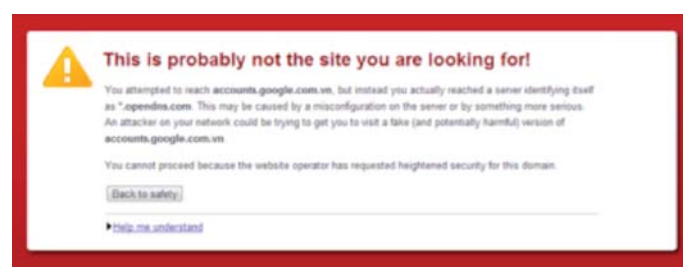 This is probably not the site you are looking for!
You attempted to reach accounts.google.com.vn, but instead you actually reached a server identifying itself
as *.opendns.com. This may be caused by a misconfiguration on the server or by something more serious.
An attacker on your network could be trying to get you to visit a fake (and potentially harmful) version of
accounts.google.com.vn
You cannot proceed because the website operator has requested heightened security for this domain.
Back to safety
Help me understand